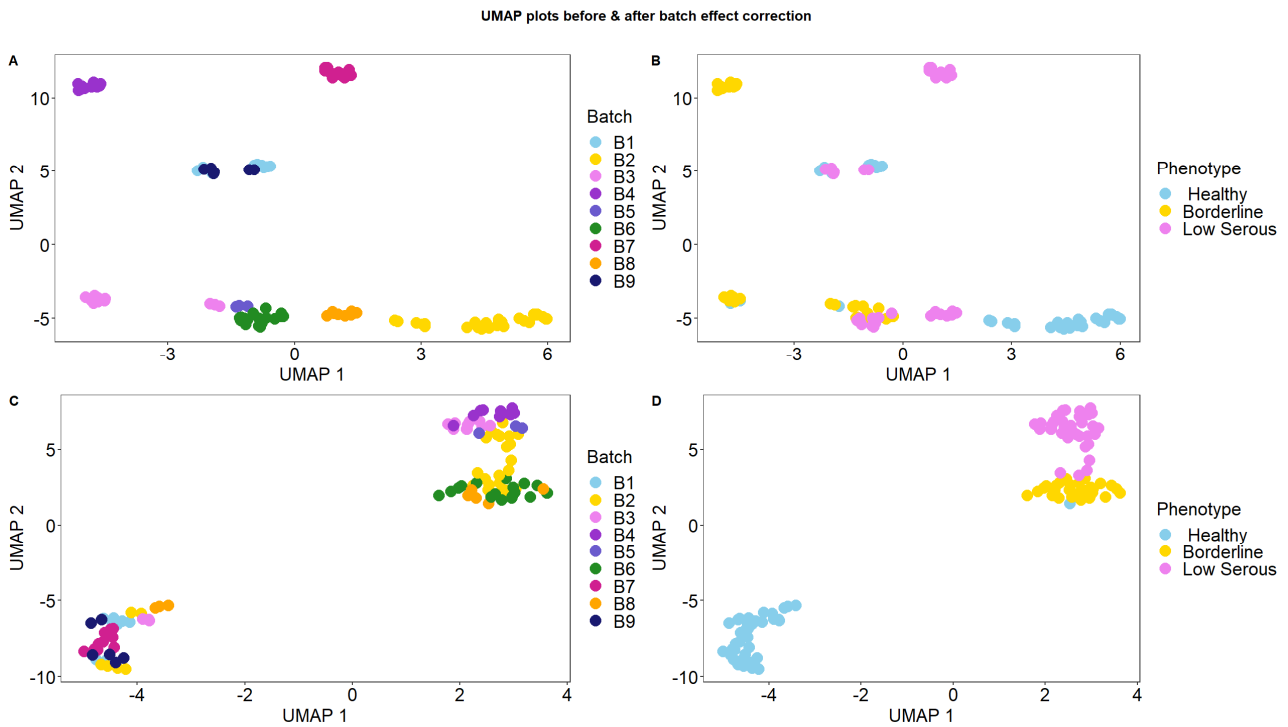 UMAP plots before & after batch effect correction
A
10
5
0
-5
UMAP 2
-3
0
3
6
UMAP 1
Batch
B1
B2
B3
B4
B5
B6
B7
B8
B9
B
10
5
0
-5
UMAP 2
-3
0
3
6
UMAP 1
Phenotype
Healthy
Borderline
Low Serous
C
5
0
-5
-10
UMAP 2
-4
-2
0
2
4
UMAP 1
Batch
B1
B2
B3
B4
B5
B6
B7
B8
B9
D
5
0
-5
-10
UMAP 2
-4
-2
0
2
4
UMAP 1
Phenotype
Healthy
Borderline
Low Serous